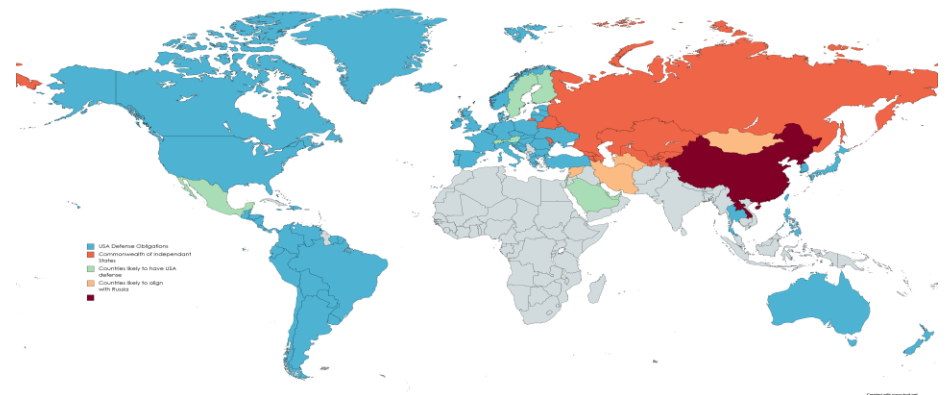 USA Defense Obligations
Commonwealth of Independant
States
Countries likely to have USA
defense
Countries likely to align
with Russia